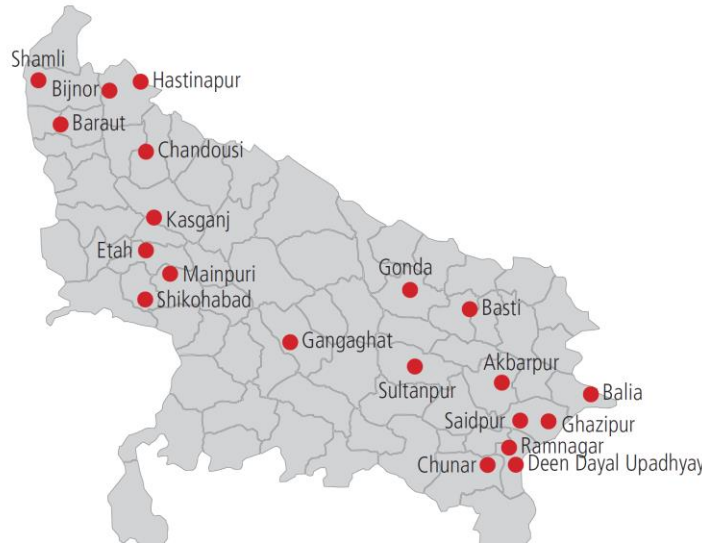 Shamli
Bijnor
Hastinapur
Baraut
Chandousi
Kasganj
Etah
Mainpuri
Shikohabad
Gonda
Basti
Gangaghat
Akbarpur
Sultanpur
Balia
Saidpur
Ghazipur
Ramnagar
Chunar
Deen Dayal Upadhyay